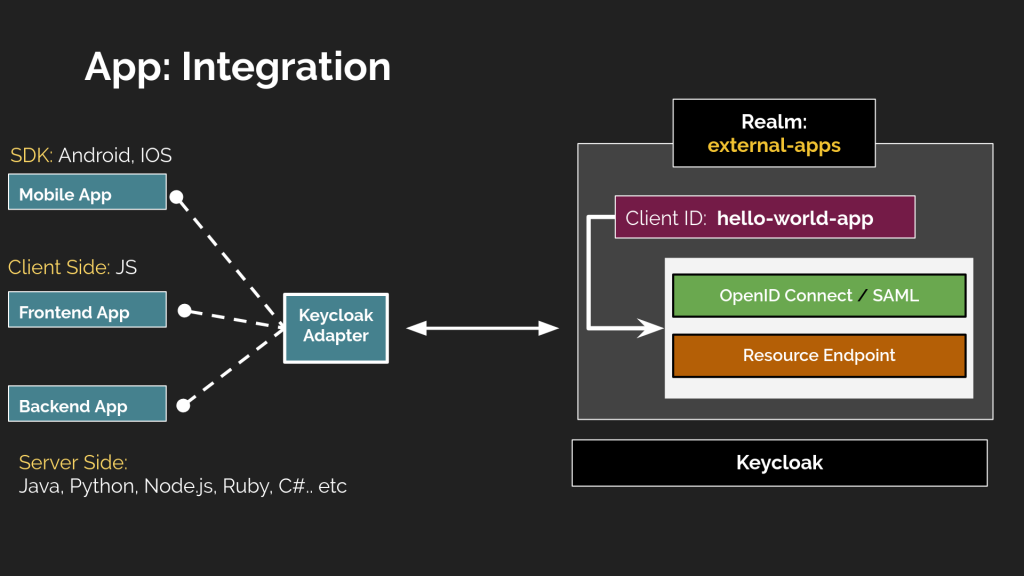 App: Integration
SDK: Android, IOS
Mobile App
Client Side: JS
Frontend App
Backend App
Server Side:
Java, Python, Node.js, Ruby, C#.. etc
Keycloak
Adapter
Realm:
external-apps
Client ID: hello-world-app
OpenID Connect / SAML
Resource Endpoint
Keycloak